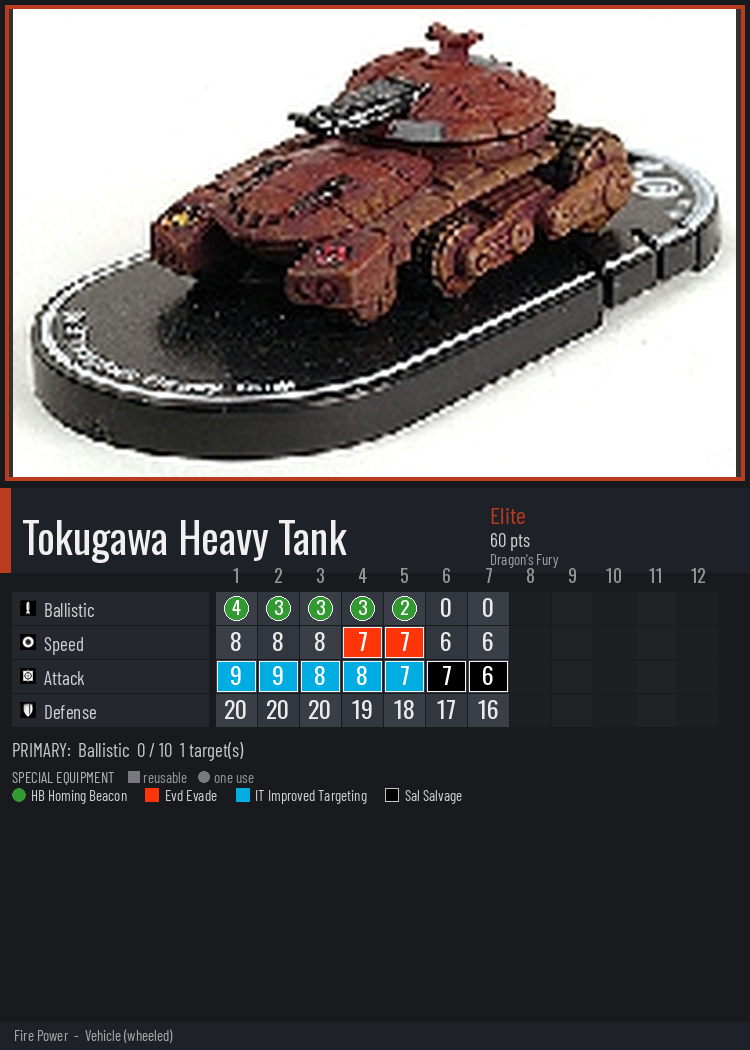 Tokugawa Heavy Tank
Elite
60 pts
Dragon's Fury
1 2 3 4 5 6 7 8 9 10 11 12
Ballistic 4 3 3 3 2 0 0
Speed 8 8 8 7 7 6 6
Attack 9 9 8 8 7 7 6
Defense 20 20 20 19 18 17 16
PRIMARY: Ballistic 0 / 10 1 target(s)
SPECIAL EQUIPMENT reusable one use
HB Homing Beacon Evd Evade IT Improved Targeting Sal Salvage
Fire Power - Vehicle (wheeled)